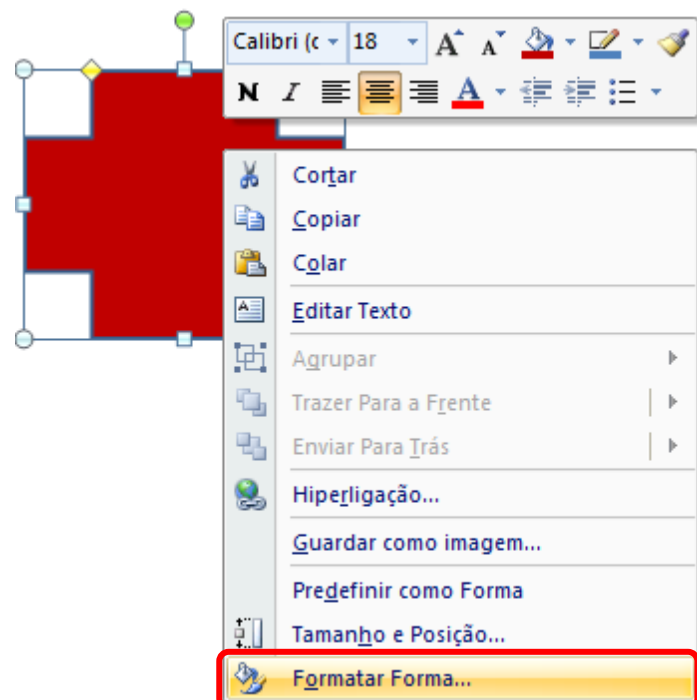 Calibri (c 18 A A
N I A
Cortar
Copiar
Colar
Editar Texto
Agrupar
Trazer Para a Frente
Enviar Para Trás
Hiperligação...
Guardar como imagem...
Predefinir como Forma
Tamanho e Posição...
Formatar Forma...